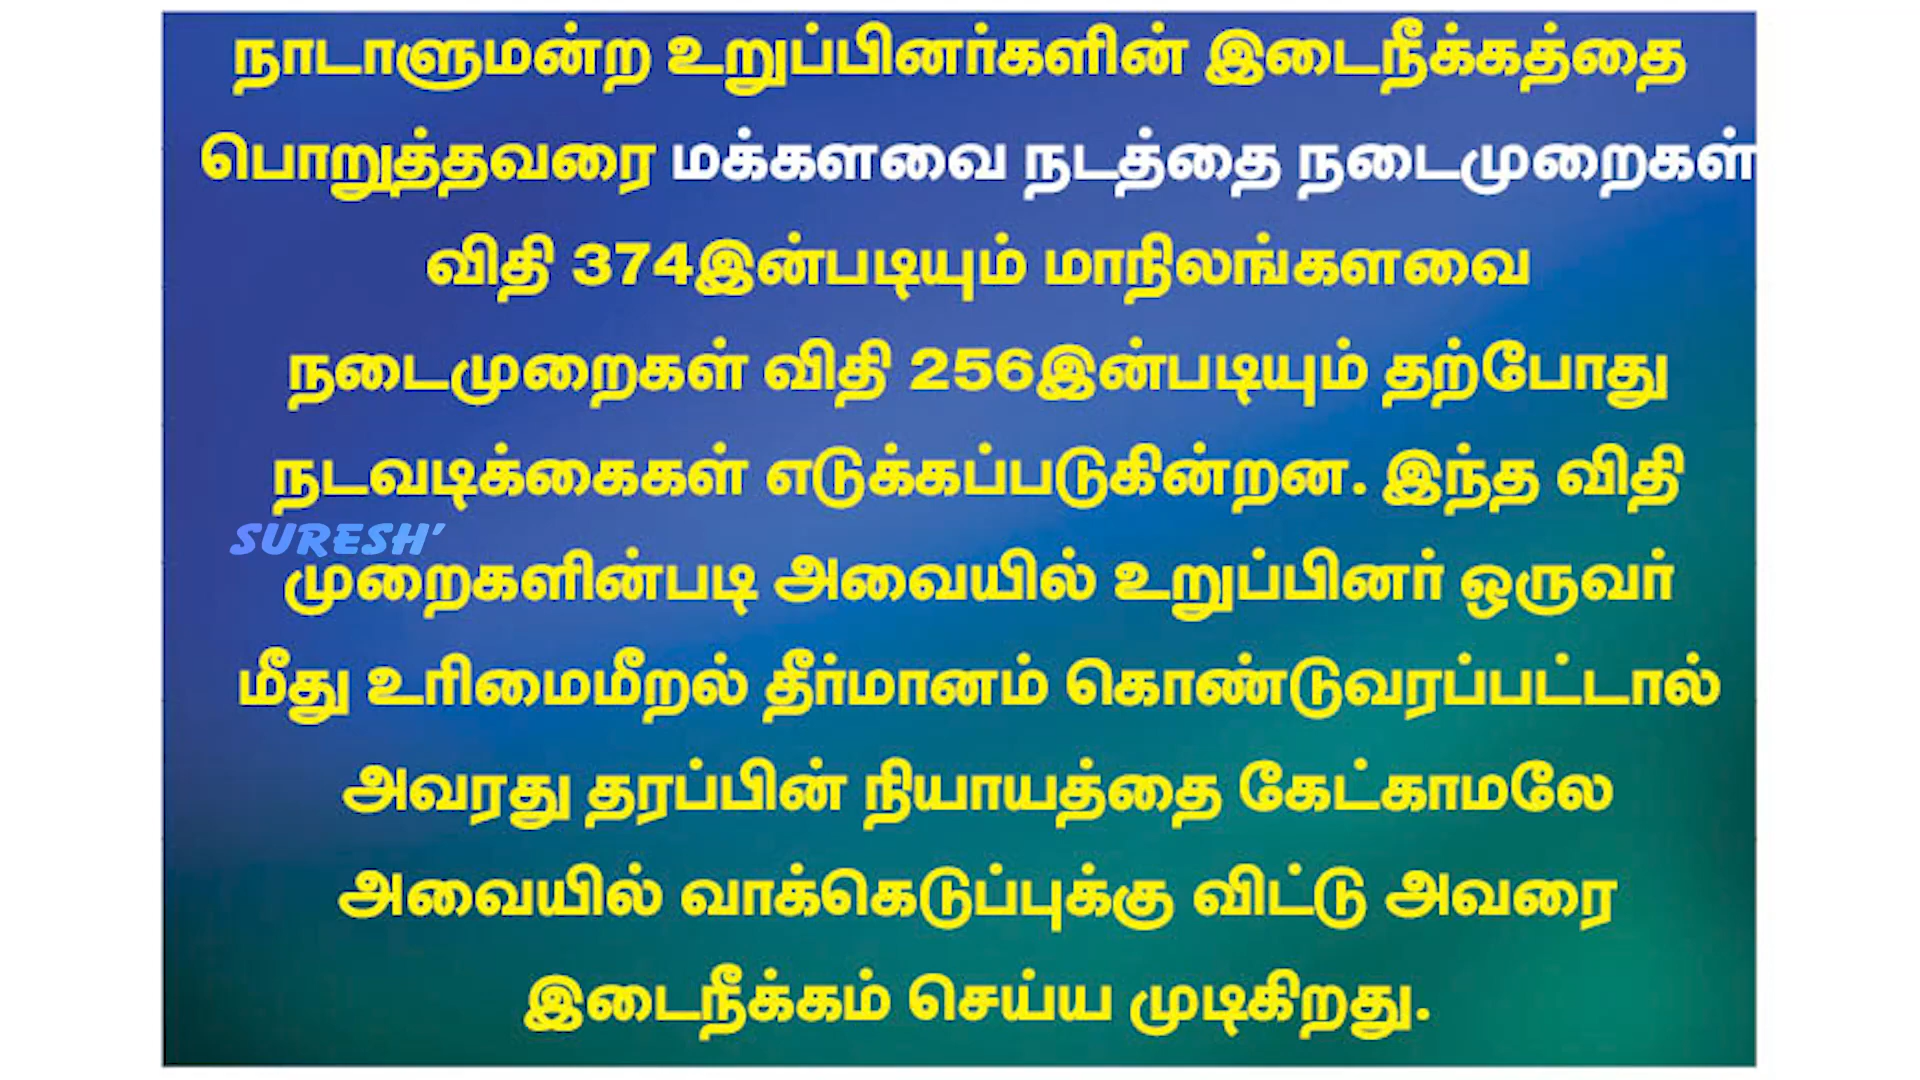 நாடாளுமன்ற உறுப்பினர்களின் இடைநீக்கத்தை
பொறுத்தவரை மக்களவை நடத்தை நடைமுறைகள்
விதி 374இன்படியும் மாநிலங்களவை
நடைமுறைகள் விதி 256இன்படியும் தற்போது
நடவடிக்கைகள் எடுக்கப்படுகின்றன. இந்த விதி
SURESH'
முறைகளின்படி அவையில் உறுப்பினர் ஒருவர்
மீது உரிமைமீறல் தீர்மானம் கொண்டுவரப்பட்டால்
அவரது தரப்பின் நியாயத்தை கேட்காமலே
அவையில் வாக்கெடுப்புக்கு விட்டு அவரை
இடைநீக்கம் செய்ய முடிகிறது.